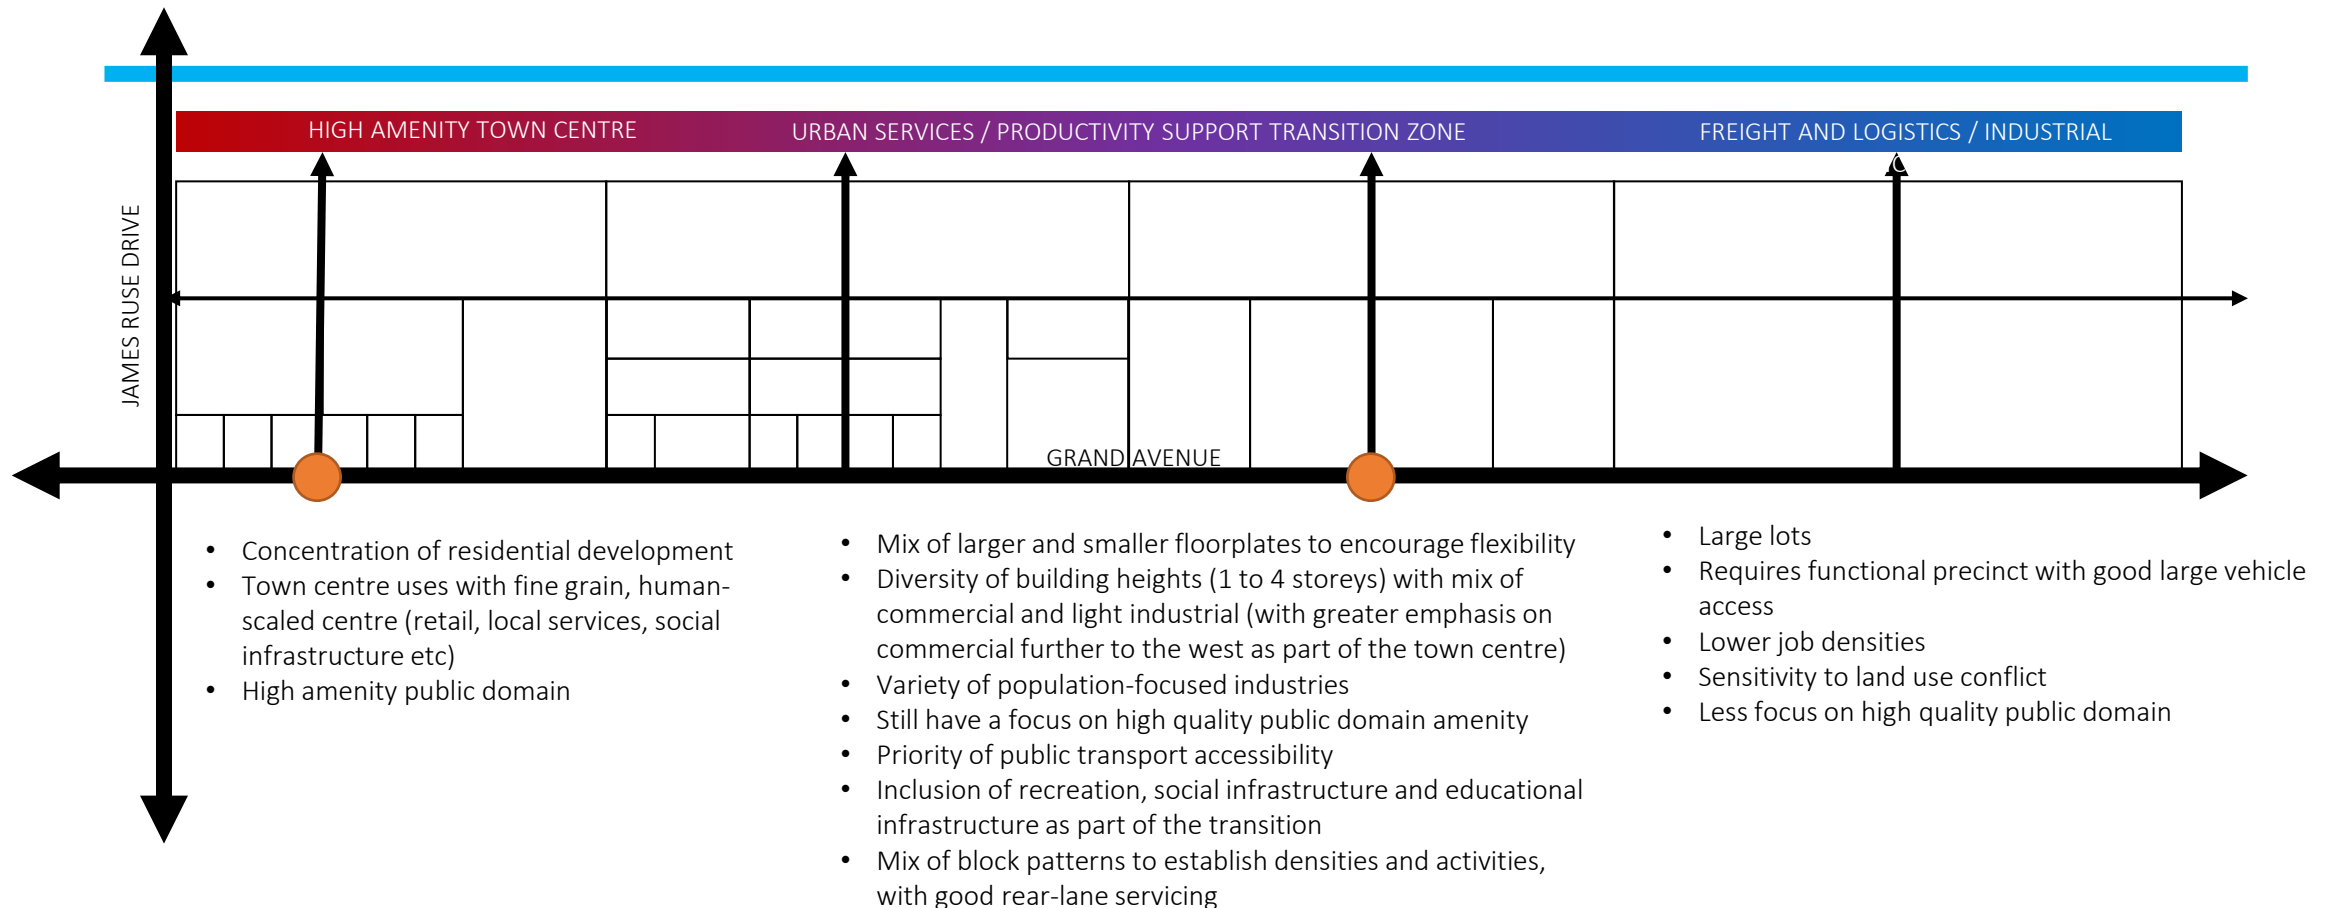 HIGH AMENITY TOWN CENTRE
URBAN SERVICES / PRODUCTIVITY SUPPORT TRANSITION ZONE
FREIGHT AND LOGISTICS / INDUSTRIAL
JAMES RUSE DRIVE
GRAND AVENUE
• Concentration of residential development
• Town centre uses with fine grain, human-
scaled centre (retail, local services, social
infrastructure etc)
• High amenity public domain
• Mix of larger and smaller floorplates to encourage flexibility
• Diversity of building heights (1 to 4 storeys) with mix of
commercial and light industrial (with greater emphasis on
commercial further to the west as part of the town centre)
• Variety of population-focused industries
• Still have a focus on high quality public domain amenity
• Priority of public transport accessibility
• Inclusion of recreation, social infrastructure and educational
infrastructure as part of the transition
• Mix of block patterns to establish densities and activities,
with good rear-lane servicing
• Large lots
• Requires functional precinct with good large vehicle
access
• Lower job densities
• Sensitivity to land use conflict
• Less focus on high quality public domain